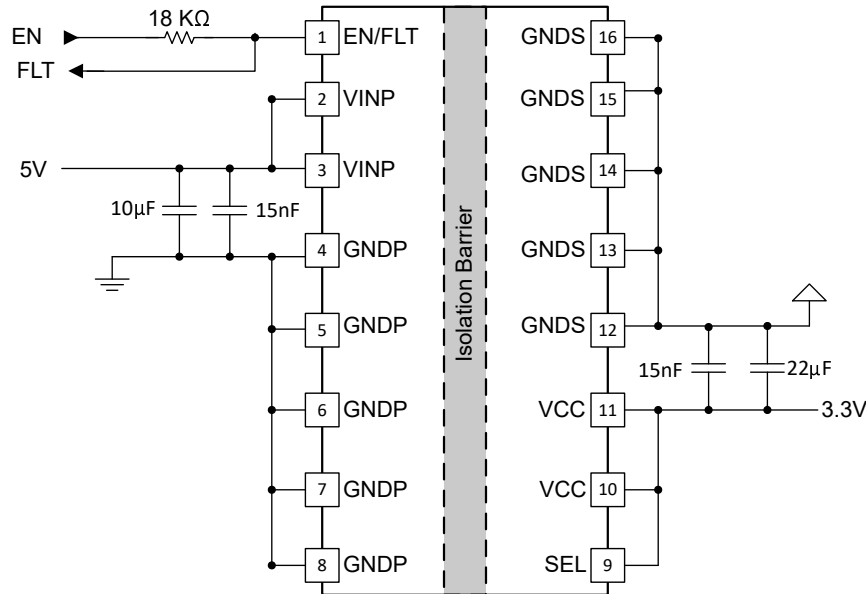 18 KΩ
EN
FLT
1 EN/FLT
2 VINP
5V
3 VINP
10µF
15nF
4 GNDP
5 GNDP
6 GNDP
7 GNDP
8 GNDP
Isolation Barrier
GNDS 16
GNDS 15
GNDS 14
GNDS 13
GNDS 12
15nF
22µF
VCC 11
3.3V
VCC 10
SEL 9